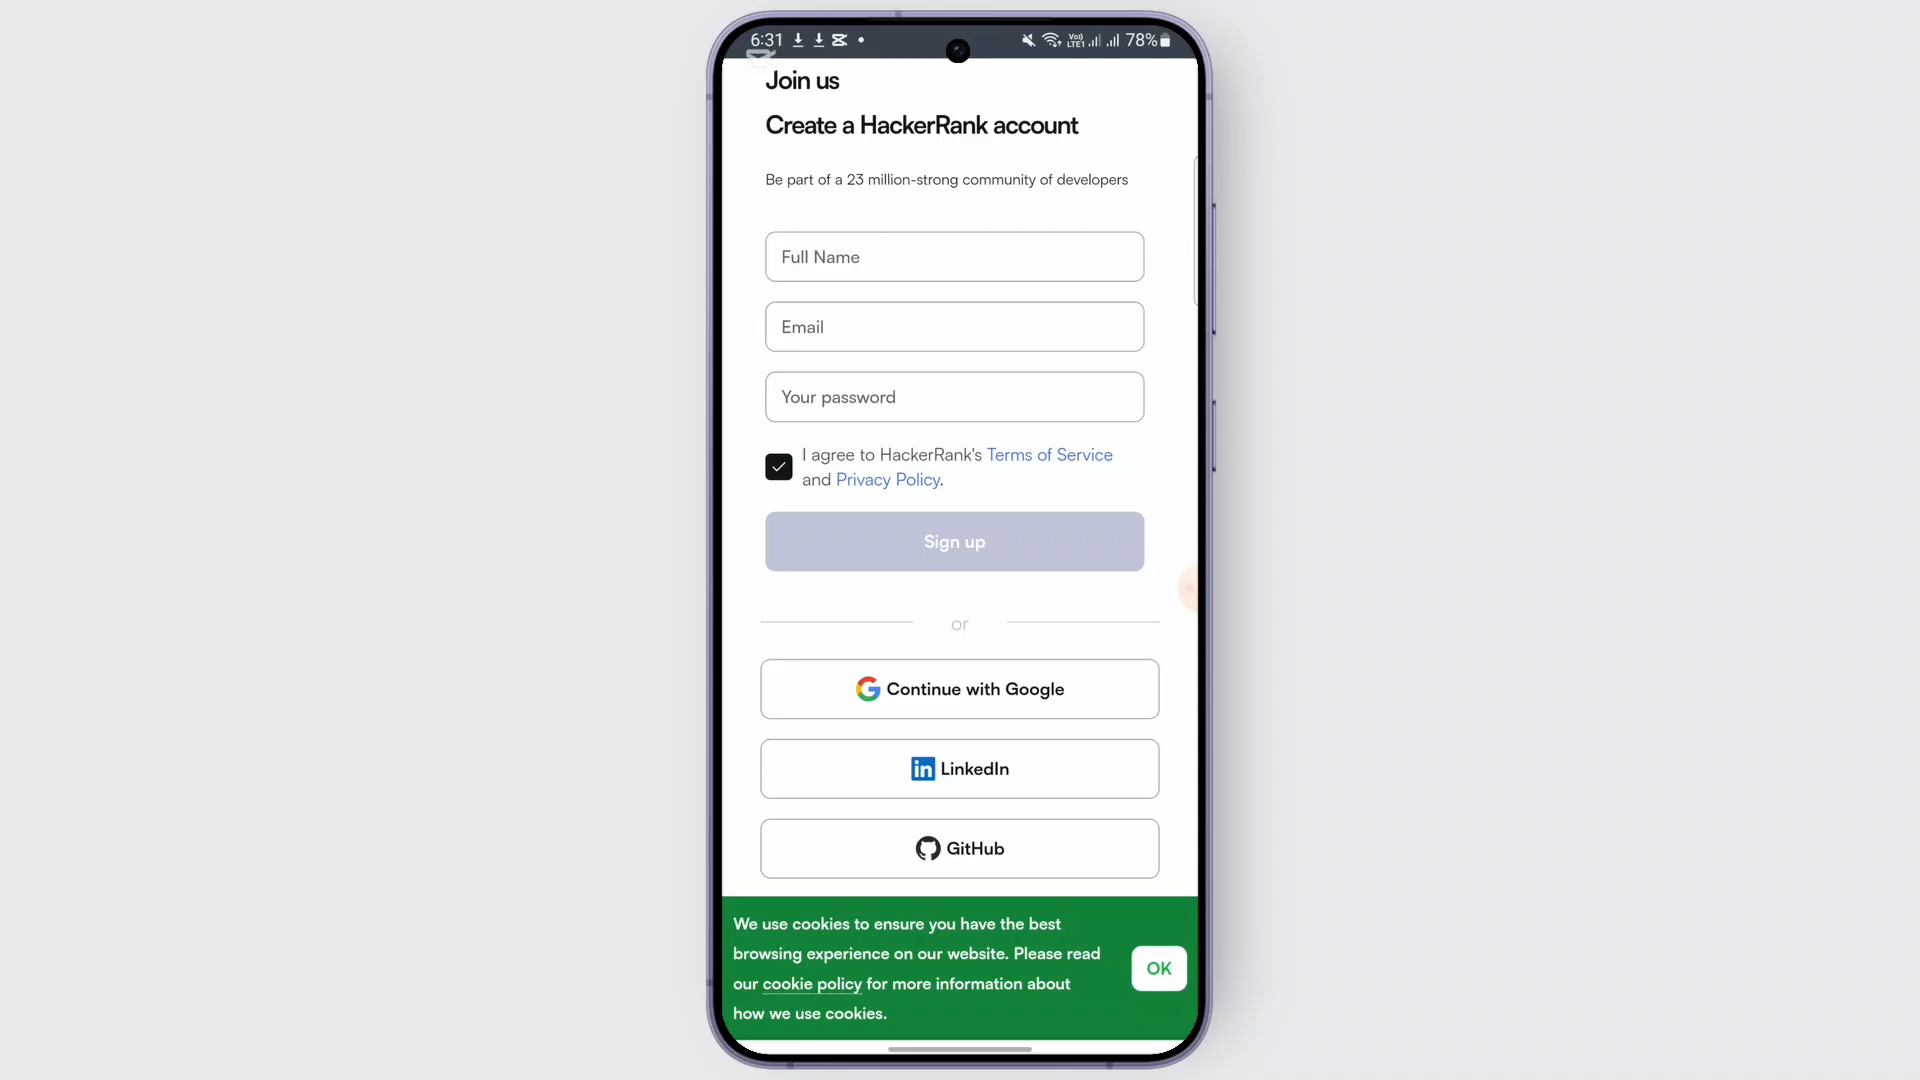 6:31
Vo)) LTE1 78%
Join us
Create a HackerRank account
Be part of a 23 million-strong community of developers
Full Name
Email
Your password
I agree to HackerRank's Terms of Service
and Privacy Policy.
Sign up
or
Continue with Google
in LinkedIn
GitHub
We use cookies to ensure you have the best
browsing experience on our website. Please read
our cookie policy for more information about
how we use cookies.
OK